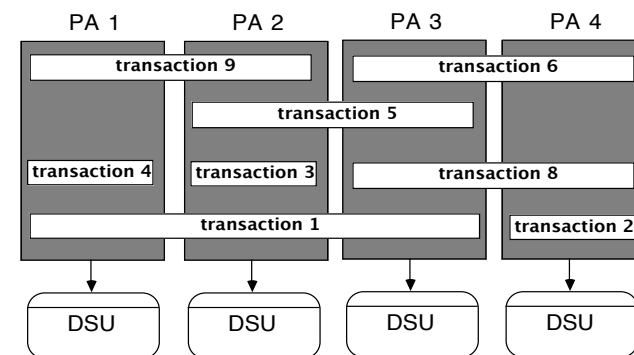 PA 1 PA 2 PA 3 PA 4
transaction 9 transaction 6
transaction 5
transaction 4 transaction 3 transaction 8
transaction 1 transaction 2
DSU DSU DSU DSU